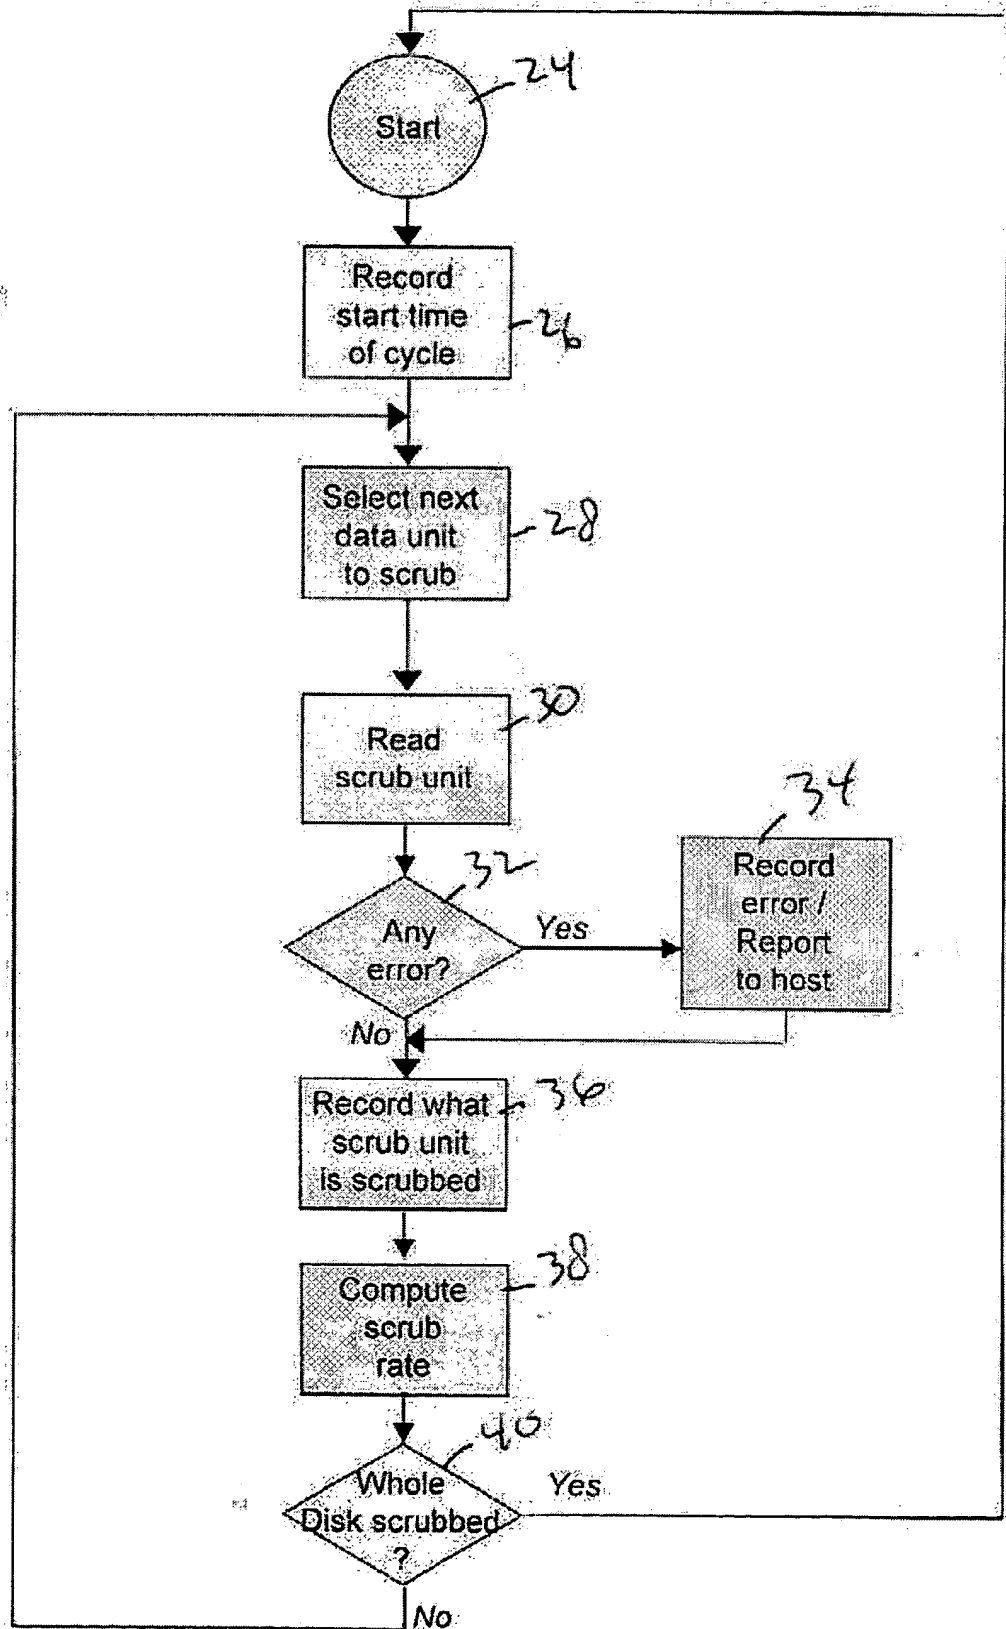 24
Start
Record
start time
of cycle
26
Select next
data unit
to scrub
28
30
Read
scrub unit
34
32
Record
error /
Report
to host
Any
error?
Yes
No
Record what
scrub unit
is scrubbed
36
38
Compute
scrub
rate
40
Whole
Disk scrubbed
?
Yes
No